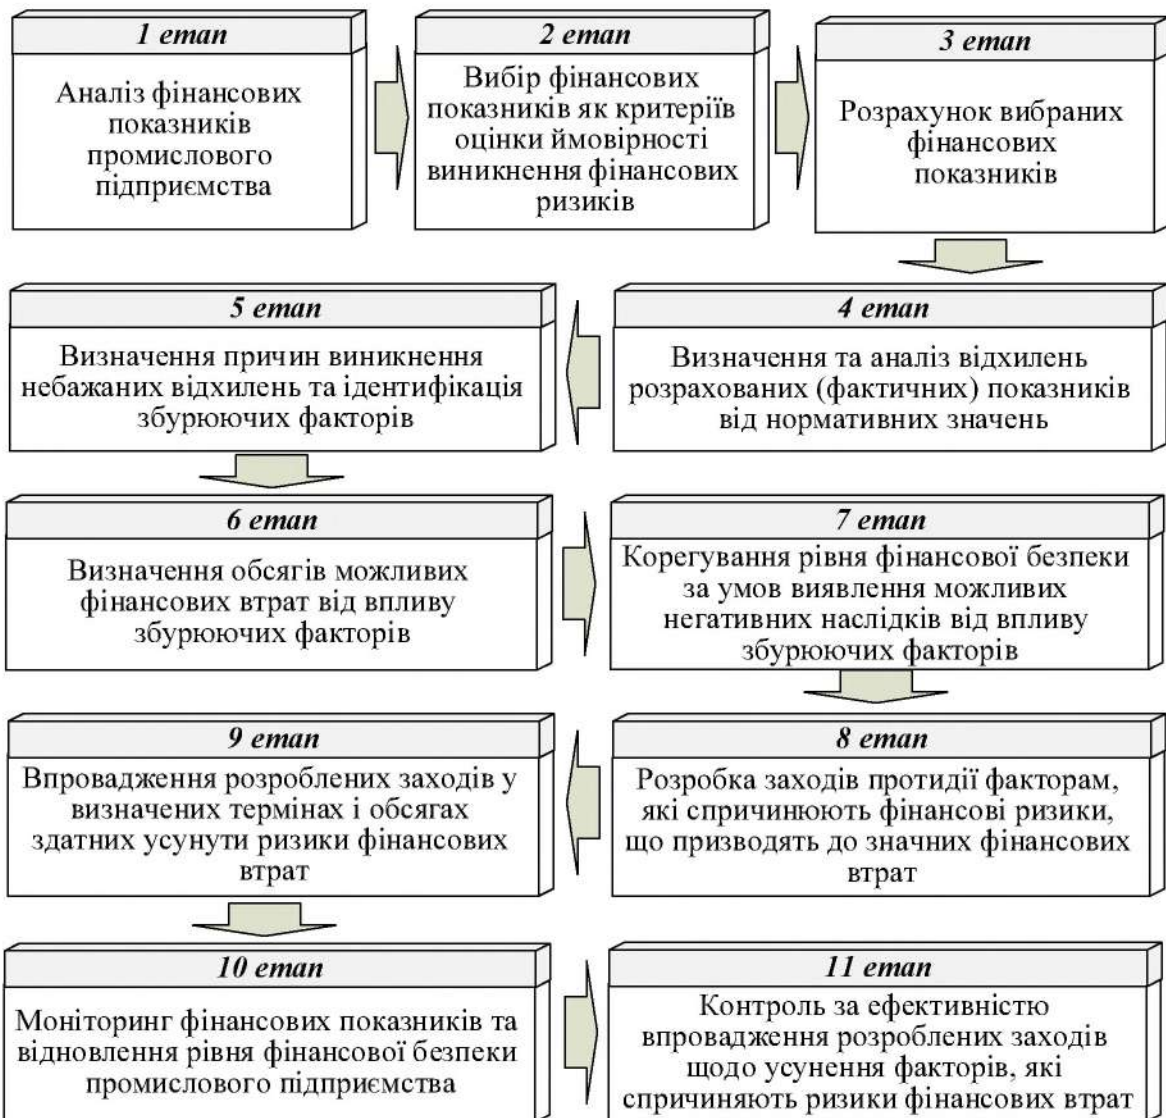 1 етап
Аналіз фінансових
показників
промислового
підприємства
2 етап
Вибір фінансових
показників як критеріїв
оцінки ймовірності
виникнення фінансових
ризиків
3 етап
Розрахунок вибраних
фінансових
показників
4 етап
Визначення та аналіз відхилень
розрахованих (фактичних) показників
від нормативних значень
5 етап
Визначення причин виникнення
небажаних відхилень та ідентифікація
збурюючих факторів
6 етап
Визначення обсягів можливих
фінансових втрат від впливу
збурюючих факторів
7 етап
Корегування рівня фінансової безпеки
за умов виявлення можливих
негативних наслідків від впливу
збурюючих факторів
8 етап
Розробка заходів протидії факторам,
які спричинюють фінансові ризики,
що призводять до значних фінансових
втрат
9 етап
Впровадження розроблених заходів у
визначених термінах і обсягах
здатних усунути ризики фінансових
втрат
10 етап
Моніторинг фінансових показників та
відновлення рівня фінансової безпеки
промислового підприємства
11 етап
Контроль за ефективністю
впровадження розроблених заходів
щодо усунення факторів, які
спричиняють ризики фінансових втрат